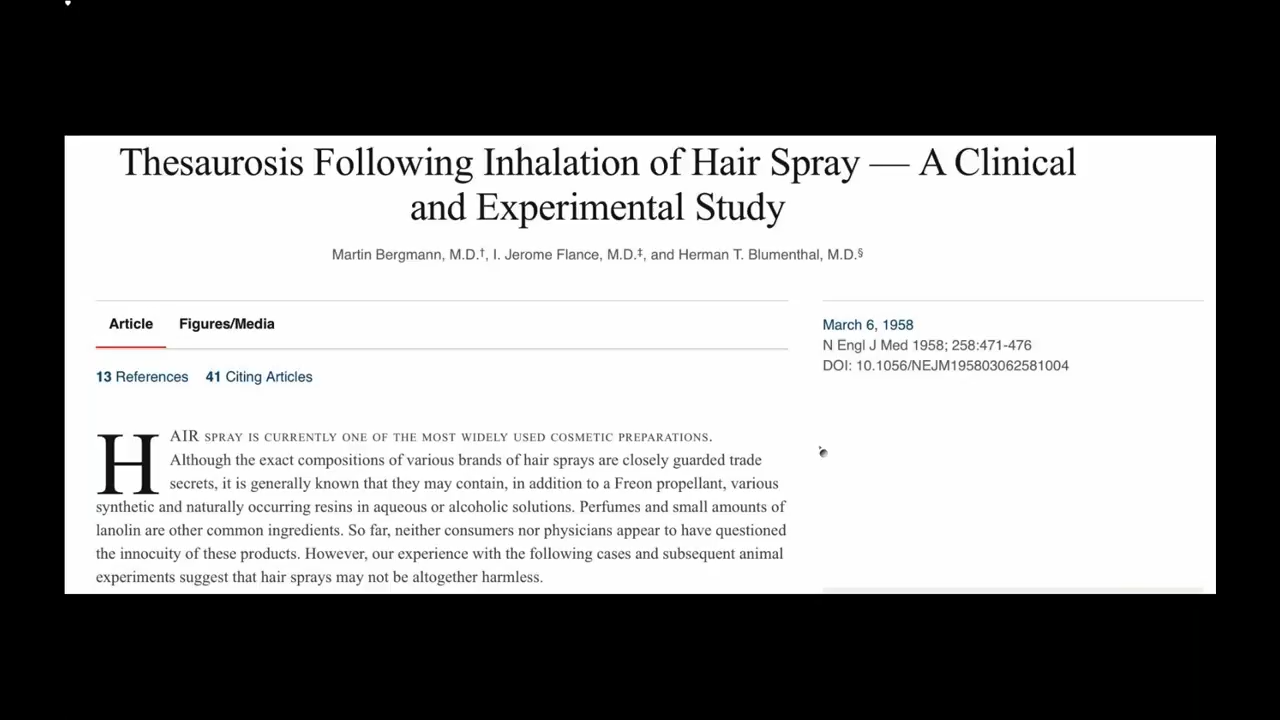 Thesaurosis Following Inhalation of Hair Spray — A Clinical
and Experimental Study
Martin Bergmann, M.D.†, I. Jerome Flance, M.D.‡, and Herman T. Blumenthal, M.D.§
Article Figures/Media
13 References 41 Citing Articles
March 6, 1958
N Engl J Med 1958; 258:471-476
DOI: 10.1056/NEJM195803062581004
HAIR SPRAY IS CURRENTLY ONE OF THE MOST WIDELY USED COSMETIC PREPARATIONS.
Although the exact compositions of various brands of hair sprays are closely guarded trade
secrets, it is generally known that they may contain, in addition to a Freon propellant, various
synthetic and naturally occurring resins in aqueous or alcoholic solutions. Perfumes and small amounts of
lanolin are other common ingredients. So far, neither consumers nor physicians appear to have questioned
the innocuity of these products. However, our experience with the following cases and subsequent animal
experiments suggest that hair sprays may not be altogether harmless.